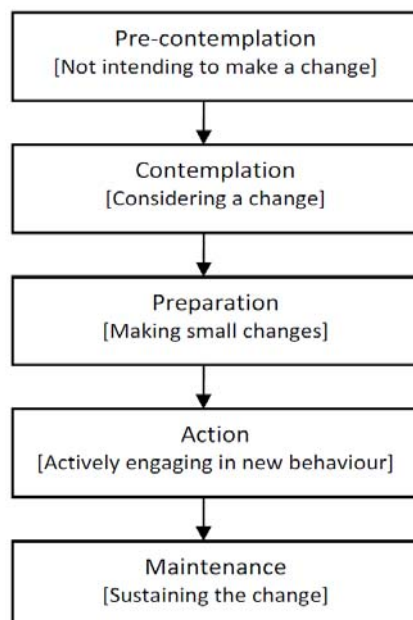 Pre-contemplation
[Not intending to make a change]
Contemplation
[Considering a change]
Preparation
[Making small changes]
Action
[Actively engaging in new behaviour]
Maintenance
[Sustaining the change]